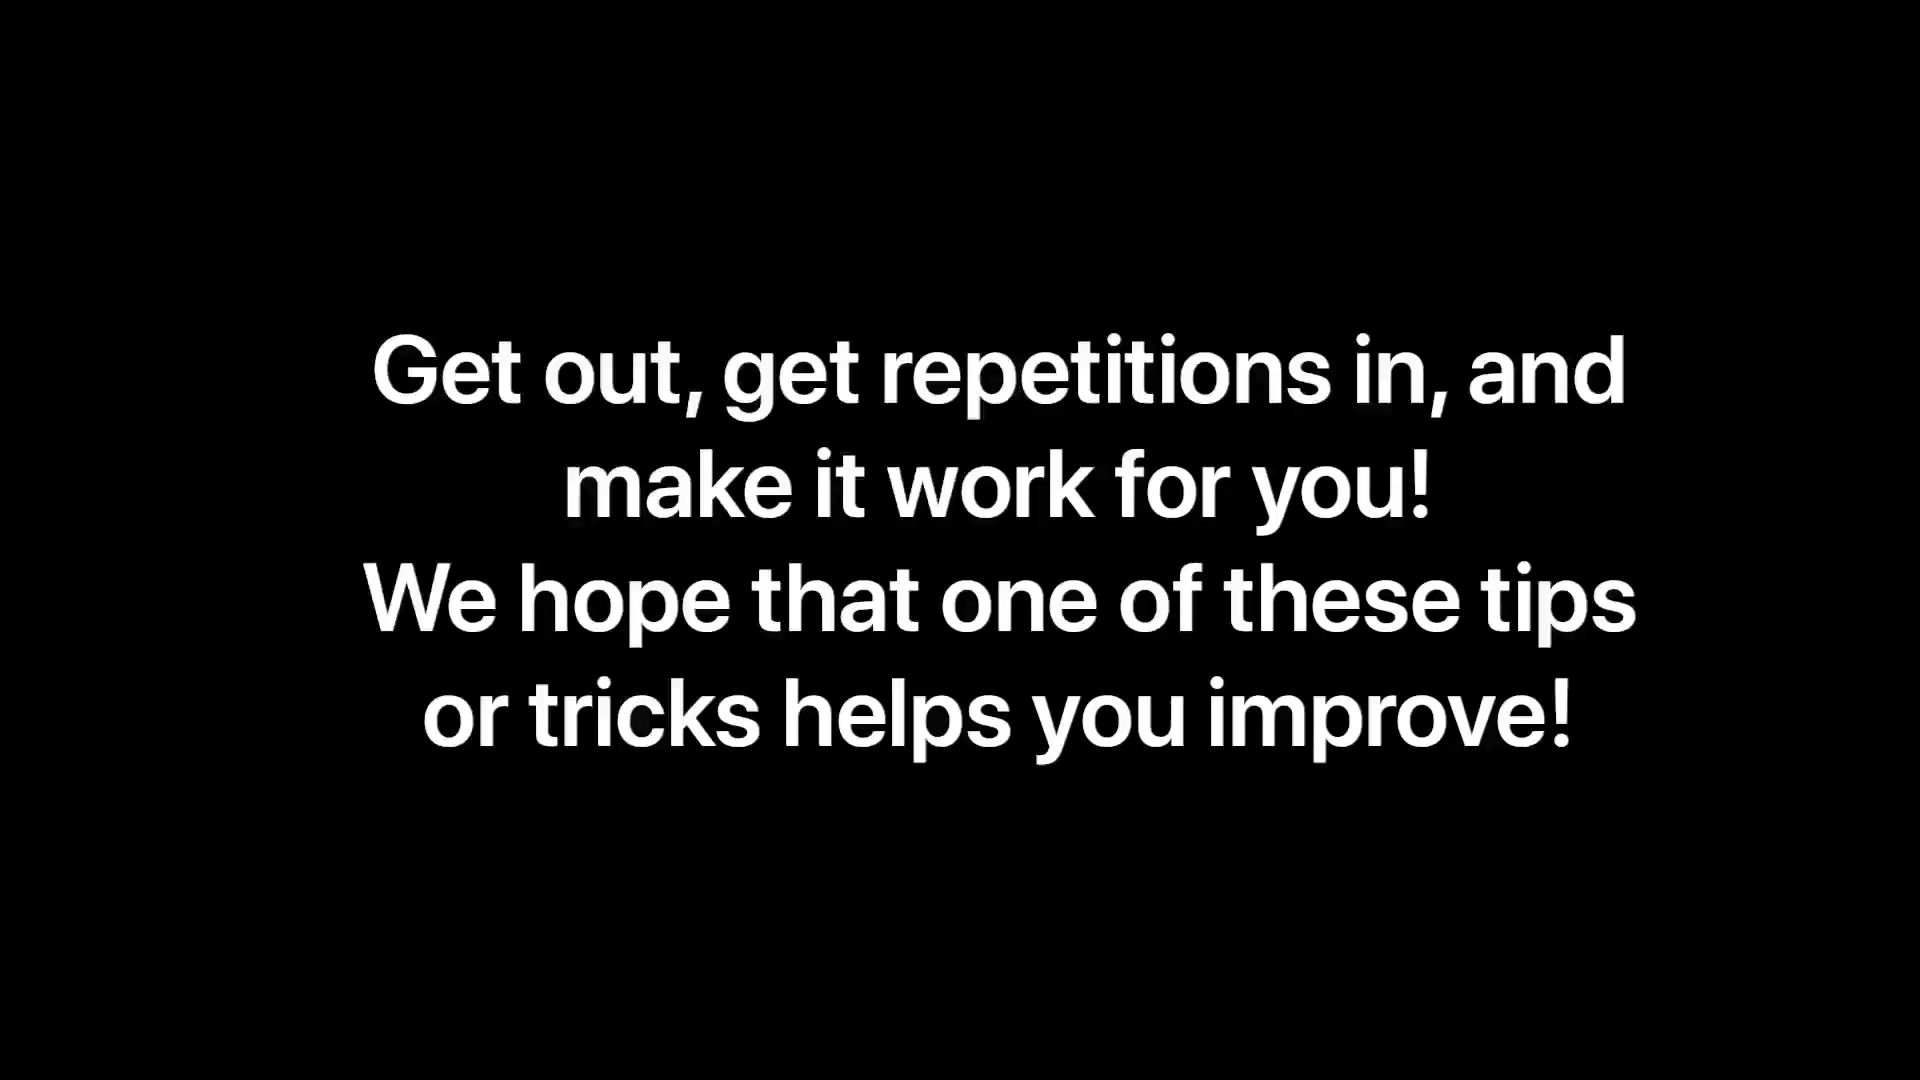 Get out, get repetitions in, and
make it work for you!
We hope that one of these tips
or tricks helps you improve!